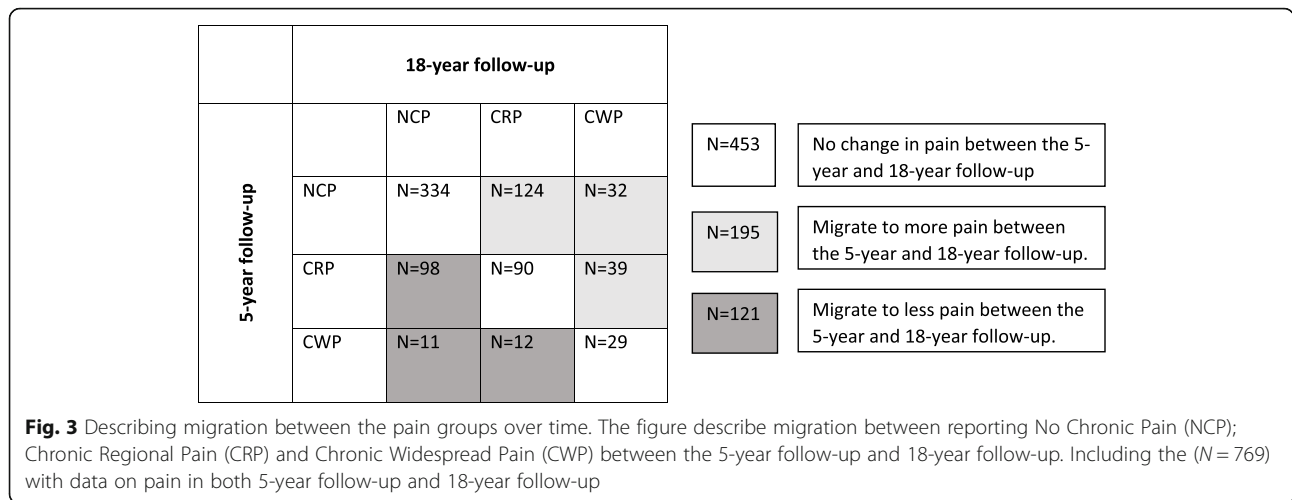 18-year follow-up
NCP CRP CWP
5-year follow-up
NCP N=334 N=124 N=32
CRP N=98 N=90 N=39
CWP N=11 N=12 N=29
N=453 No change in pain between the 5-
year and 18-year follow-up
N=195 Migrate to more pain between
the 5-year and 18-year follow-up.
N=121 Migrate to less pain between the
5-year and 18-year follow-up.
Fig. 3 Describing migration between the pain groups over time. The figure describe migration between reporting No Chronic Pain (NCP);
Chronic Regional Pain (CRP) and Chronic Widespread Pain (CWP) between the 5-year follow-up and 18-year follow-up. Including the (N = 769)
with data on pain in both 5-year follow-up and 18-year follow-up